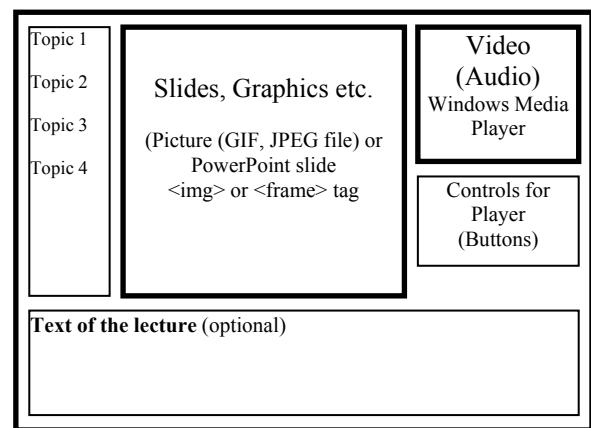 Topic 1
Topic 2
Topic 3
Topic 4
Slides, Graphics etc.
(Picture (GIF, JPEG file) or
PowerPoint slide
<img> or <frame> tag
Video
(Audio)
Windows Media
Player
Controls for
Player
(Buttons)
Text of the lecture (optional)